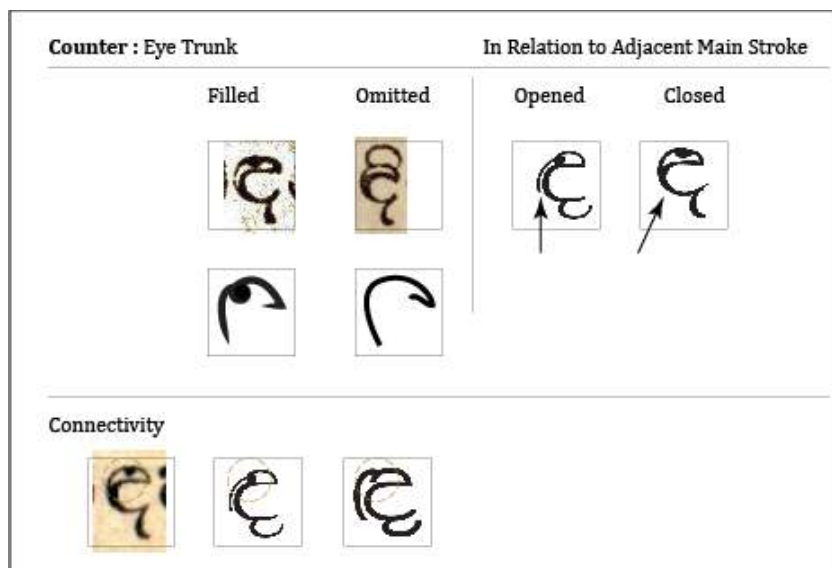 Counter : Eye Trunk
In Relation to Adjacent Main Stroke
Filled
Omitted
Opened
Closed
Connectivity